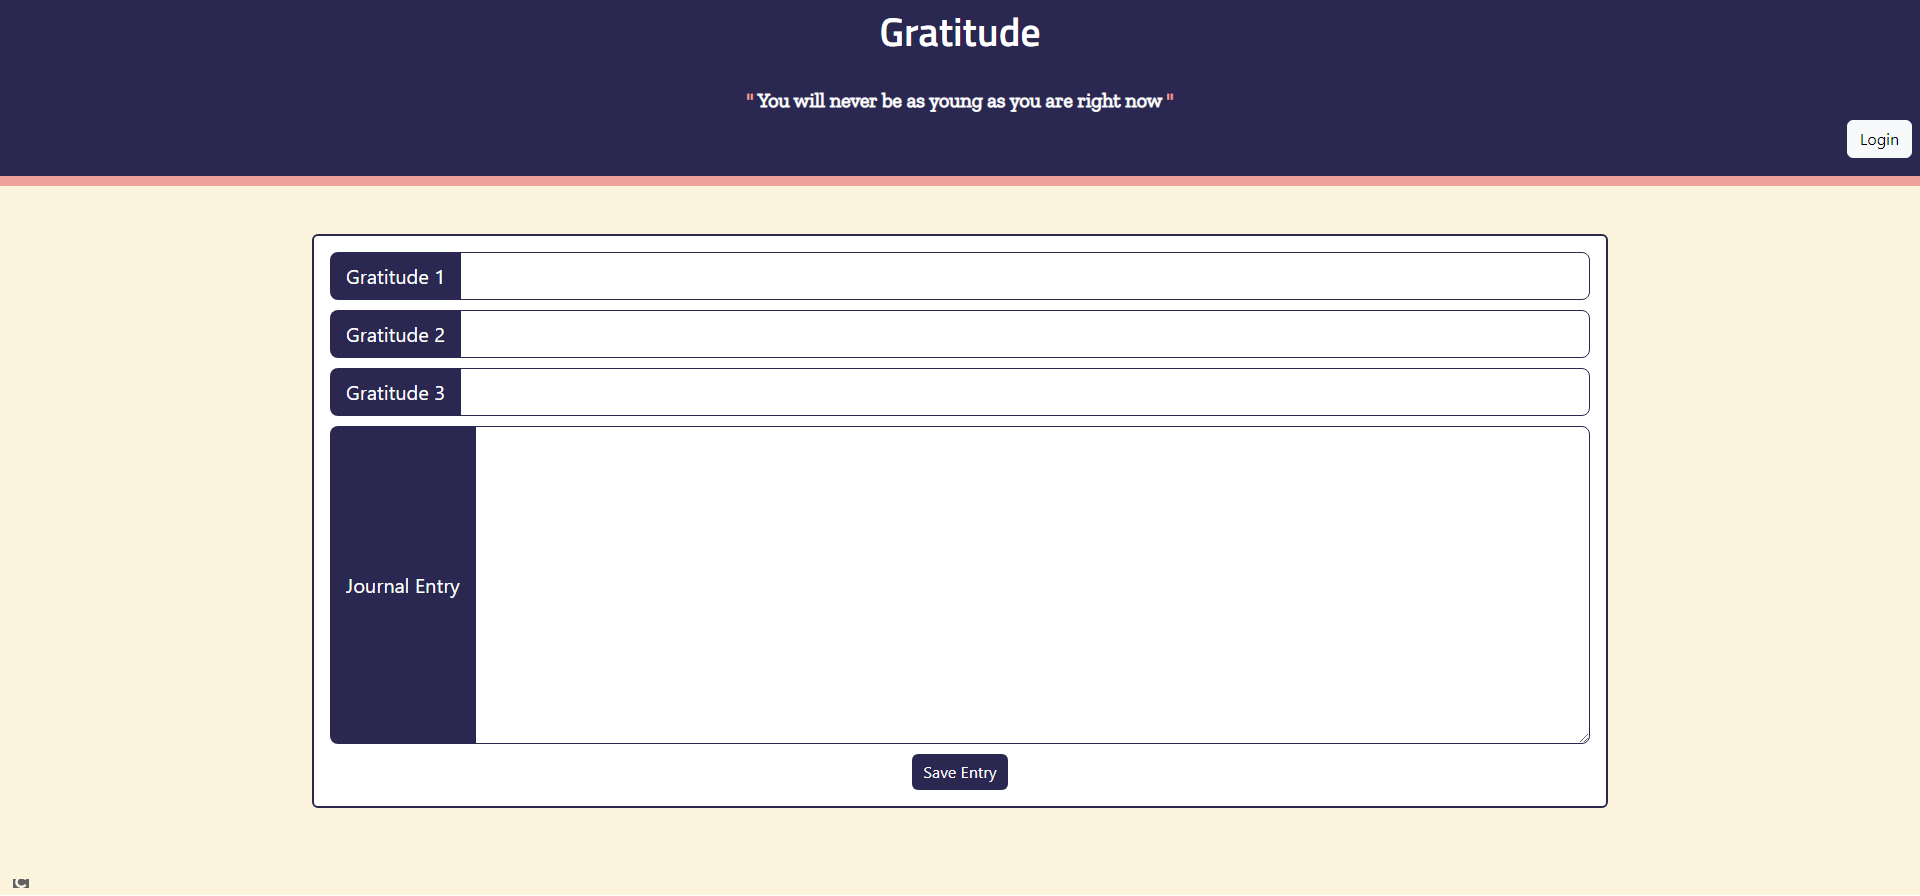 Gratitude
" You will never be as young as you are right now "
Login
Gratitude 1
Gratitude 2
Gratitude 3
Journal Entry
Save Entry